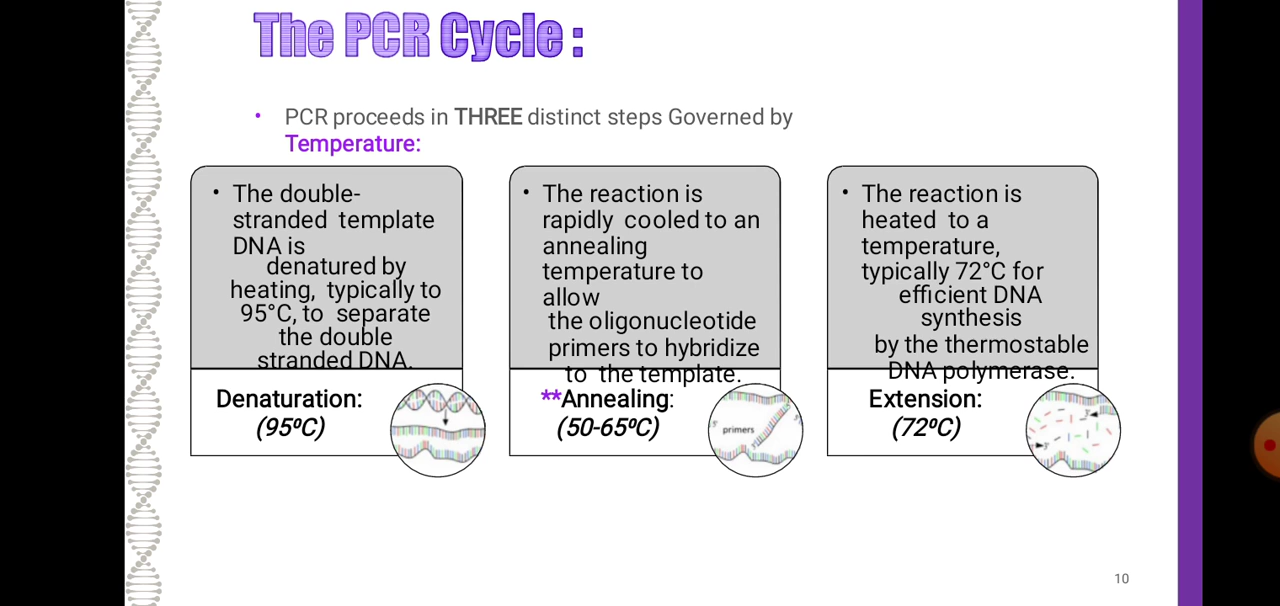 The PCR Cycle :
• PCR proceeds in THREE distinct steps Governed by
Temperature:
• The double-
stranded template
DNA is
denatured by
heating, typically to
95°C, to separate
the double
stranded DNA.
Denaturation:
(95ºC)
• The reaction is
rapidly cooled to an
annealing
temperature to
allow
the oligonucleotide
primers to hybridize
to the template.
**Annealing:
(50-65ºC)
primers
• The reaction is
heated to a
temperature,
typically 72°C for
efficient DNA
synthesis
by the thermostable
DNA polymerase.
Extension:
(72ºC)
10